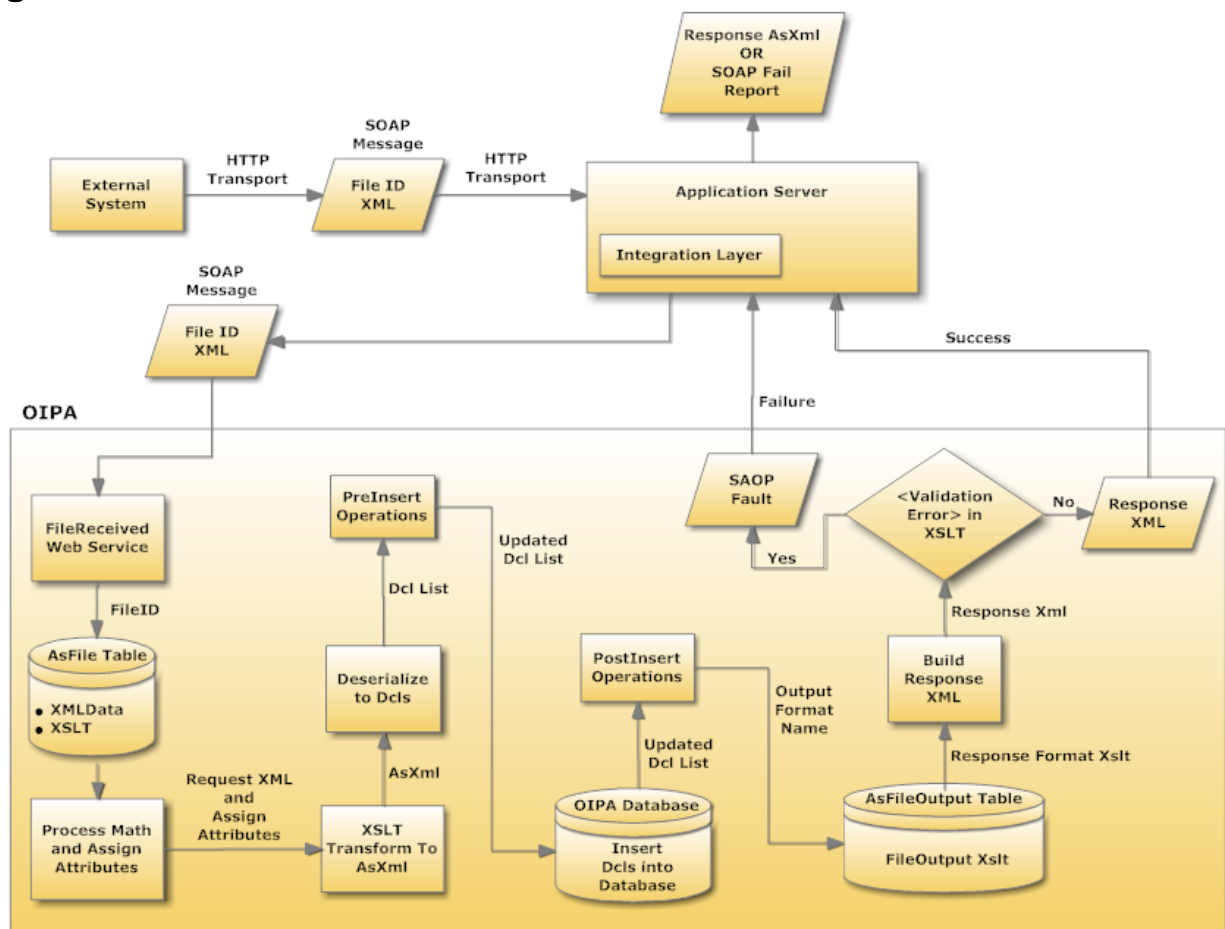 Response AsXml
OR
SOAP Fail
Report
SOAP
Message
HTTP
Transport
HTTP
Transport
External
System
File ID
XML
Application Server
Integration Layer
SOAP
Message
File ID
XML
Success
Failure
OIPA
FileReceived
Web Service
PreInsert
Operations
SAOP
Fault
<Validation
Error> in
XSLT
No
Response
XML
Yes
Updated
Dcl List
FileID
Dcl List
Response Xml
AsFile Table
• XMLData
• XSLT
Deserialize
to Dcls
PostInsert
Operations
Output
Format
Name
Build
Response
XML
Request XML
and
Assign
Attributes
AsXml
Updated
Dcl List
Response Format Xslt
Process Math
and Assign
Attributes
XSLT
Transform To
AsXml
OIPA Database
Insert
Dcls into
Database
AsFileOutput Table
FileOutput Xslt